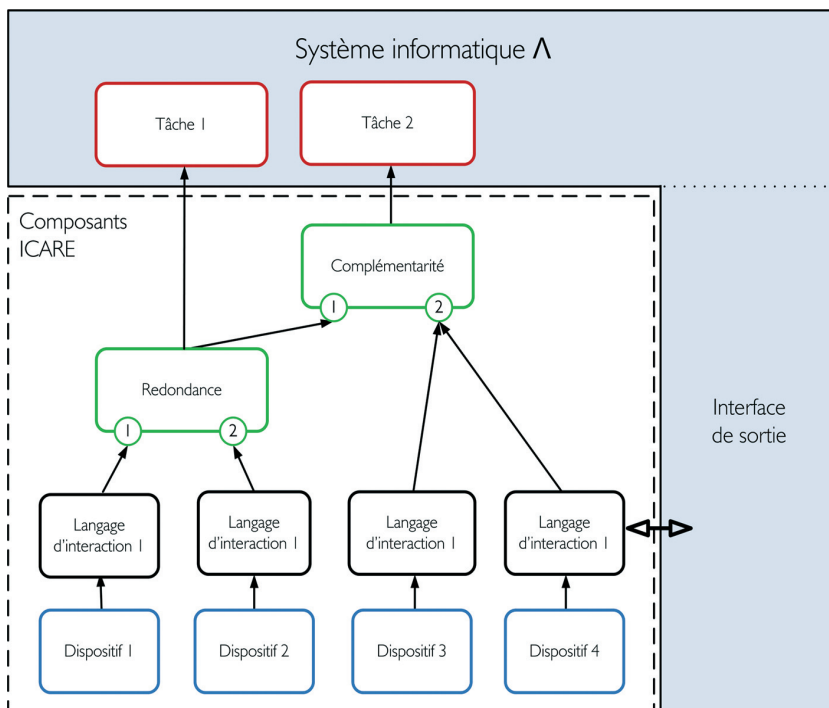 Système informatique Λ
Tâche 1
Tâche 2
Composants
ICARE
Complémentarité
1
2
Redondance
1
2
Interface
de sortie
Langage
d'interaction 1
Langage
d'interaction 1
Langage
d'interaction 1
Langage
d'interaction 1
Dispositif 1
Dispositif 2
Dispositif 3
Dispositif 4